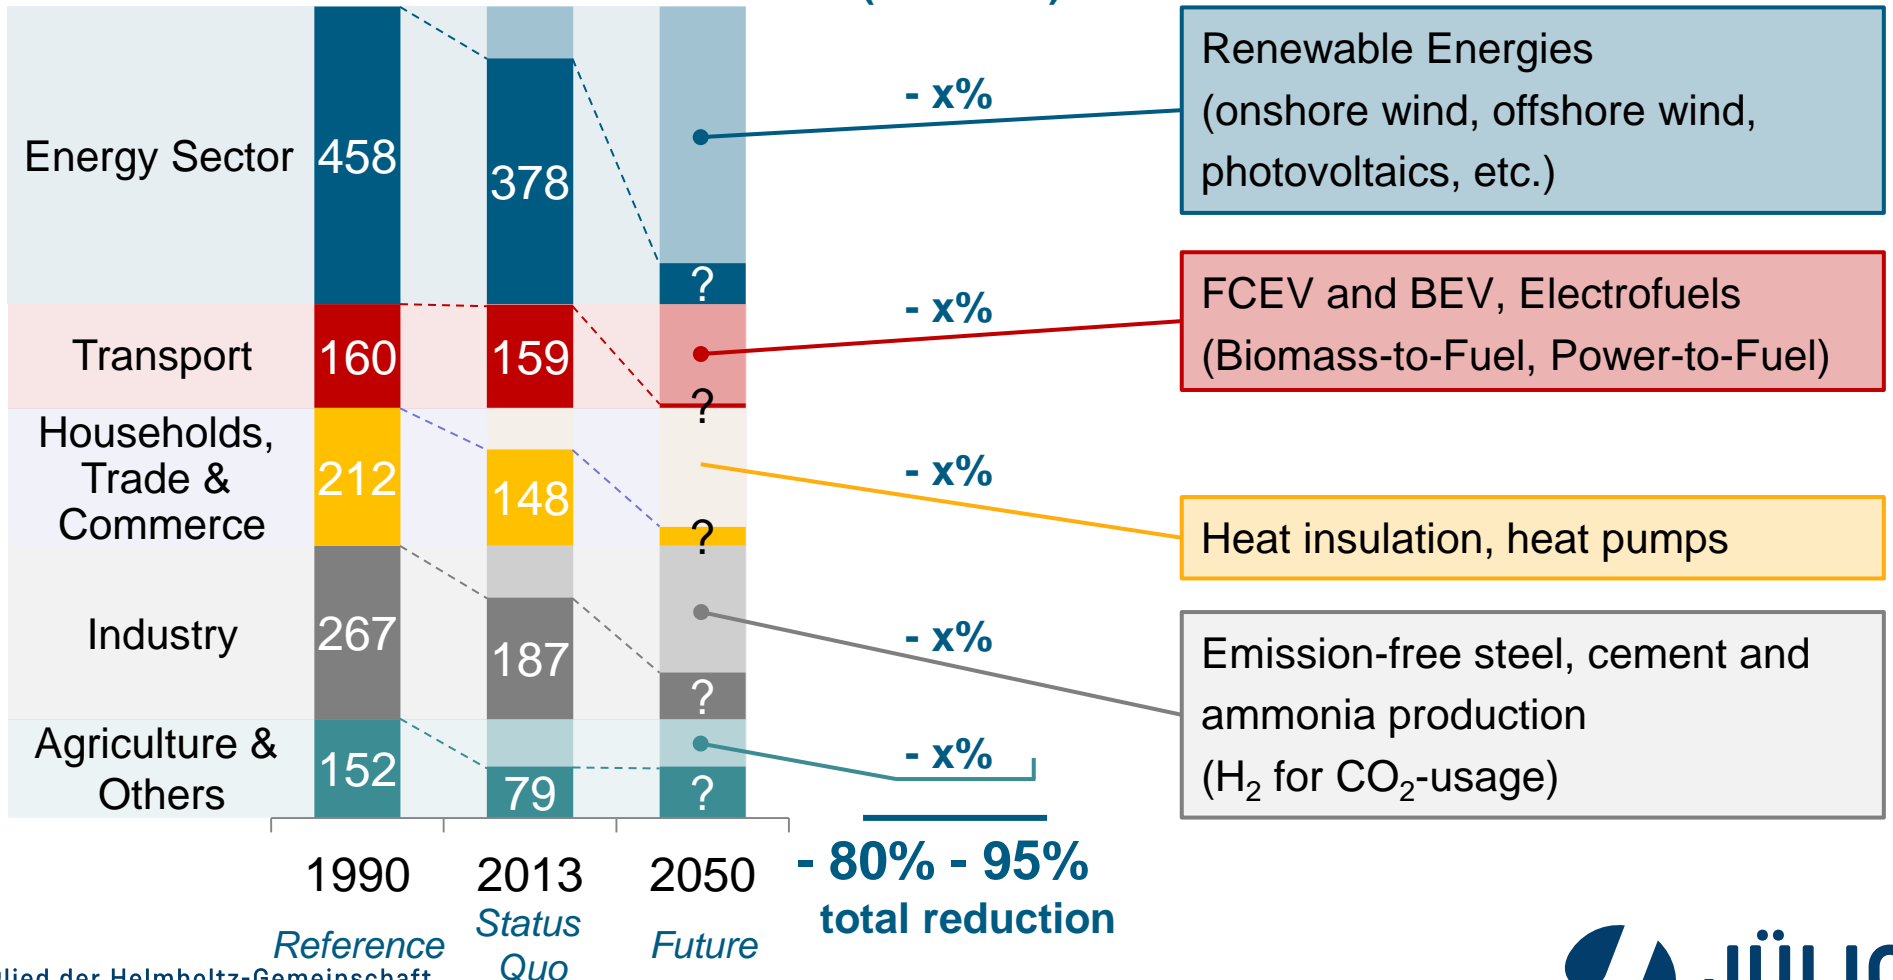 Energy Sector
458
378
?
- x%
Renewable Energies
(onshore wind, offshore wind,
photovoltaics, etc.)
Transport
160
159
?
- x%
FCEV and BEV, Electrofuels
(Biomass-to-Fuel, Power-to-Fuel)
Households,
Trade &
Commerce
212
148
?
- x%
Heat insulation, heat pumps
Industry
267
187
?
- x%
Emission-free steel, cement and
ammonia production
(H₂ for CO₂-usage)
Agriculture &
Others
152
79
?
- x%
1990
2013
2050
- 80% - 95%
total reduction
Reference
Status
Quo
Future
der Helmholtz-Gemeinschaft